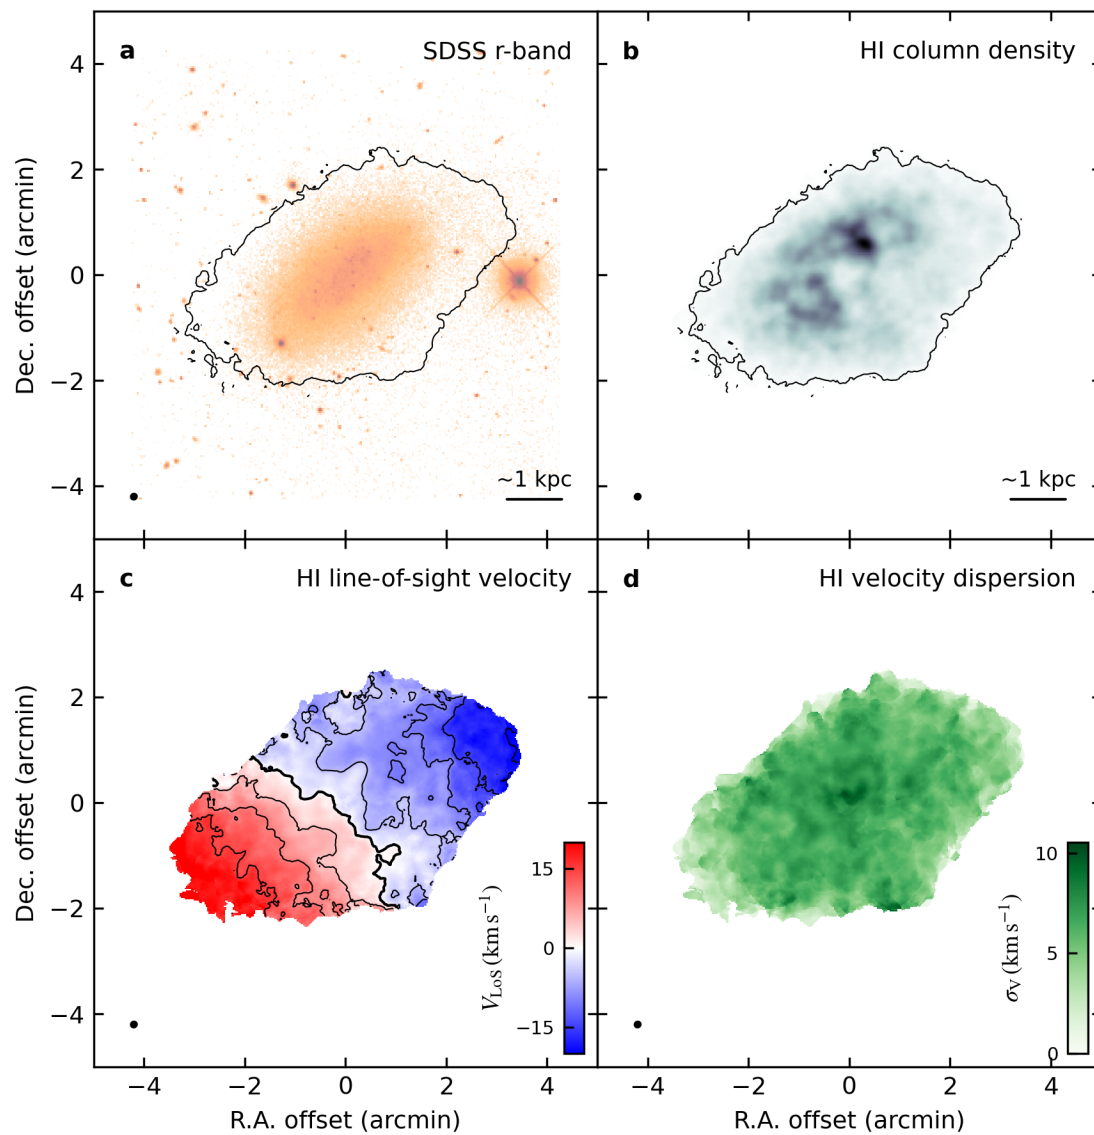 a SDSS r-band
b HI column density
4
2
0
−2
−4
Dec. offset (arcmin)
~1 kpc
~1 kpc
c HI line-of-sight velocity
d HI velocity dispersion
4
2
0
−2
−4
Dec. offset (arcmin)
15
0
−15
V_LoS (km s⁻¹)
10
5
0
σ_V (km s⁻¹)
−4 −2 0 2 4
−4 −2 0 2 4
R.A. offset (arcmin)
R.A. offset (arcmin)